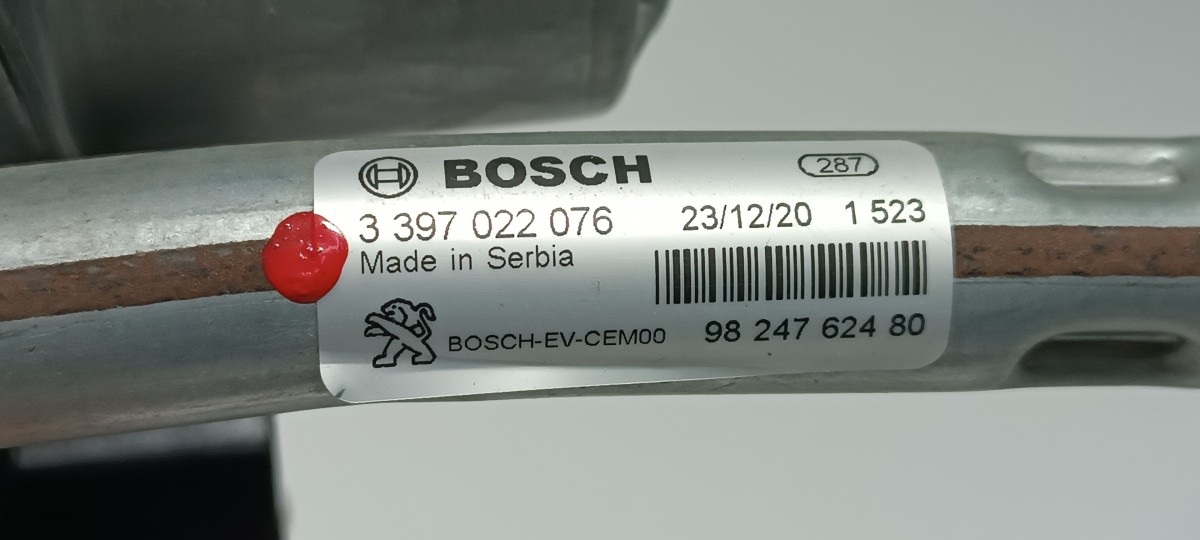 BOSCH 287
3 397 022 076 23/12/20 1 523
Made in Serbia
BOSCH-EV-CEM00 98 247 624 80